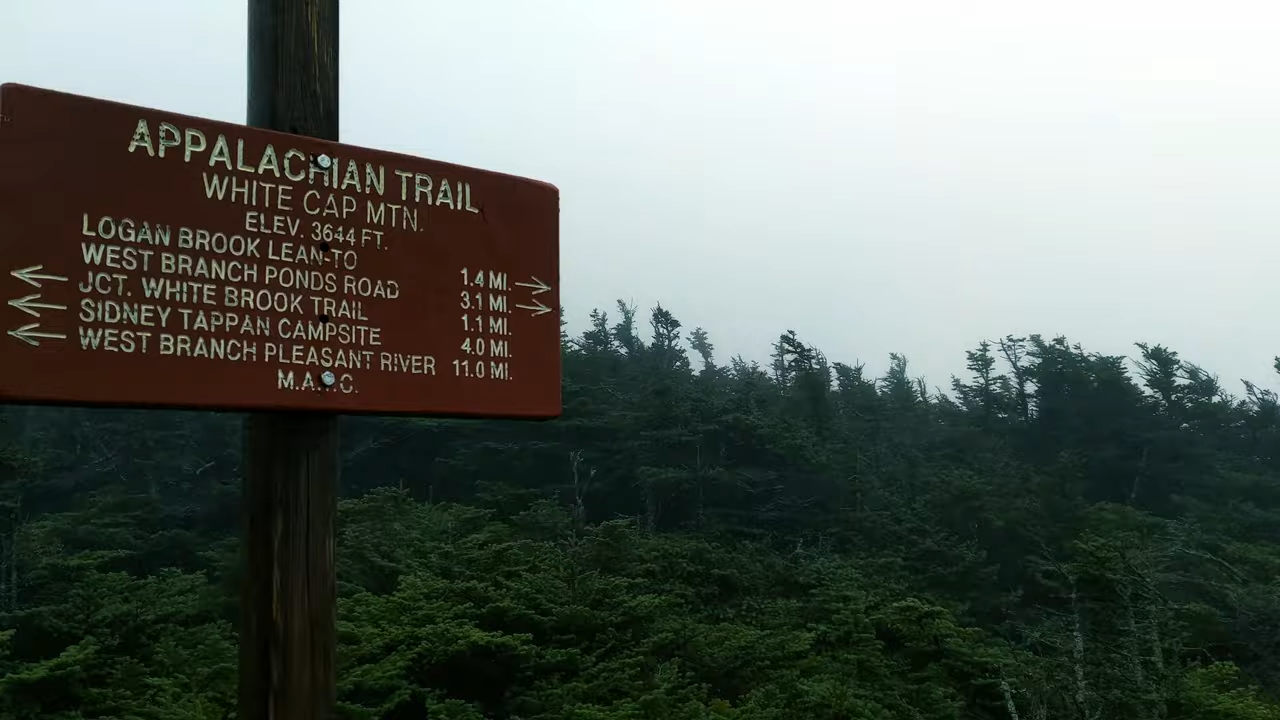 APPALACHIAN TRAIL
WHITE CAP MTN.
ELEV. 3644 FT.
LOGAN BROOK LEAN-TO 1.4 MI. →
WEST BRANCH PONDS ROAD 3.1 MI. →
← JCT. WHITE BROOK TRAIL 1.1 MI.
← SIDNEY TAPPAN CAMPSITE 4.0 MI.
← WEST BRANCH PLEASANT RIVER 11.0 MI.
M.A.T.C.